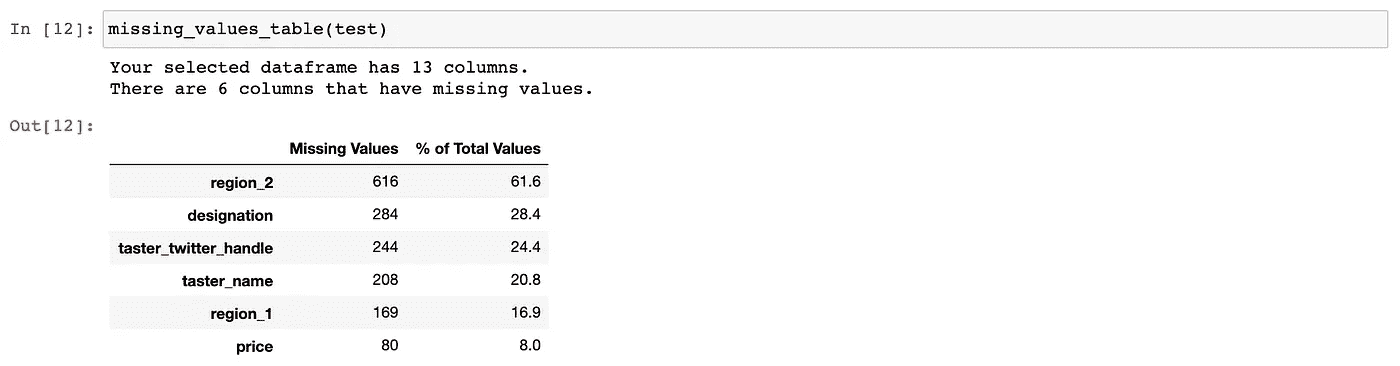 In [12]: missing_values_table(test)
Your selected dataframe has 13 columns.
There are 6 columns that have missing values.
Out[12]:
Missing Values % of Total Values
region_2 616 61.6
designation 284 28.4
taster_twitter_handle 244 24.4
taster_name 208 20.8
region_1 169 16.9
price 80 8.0